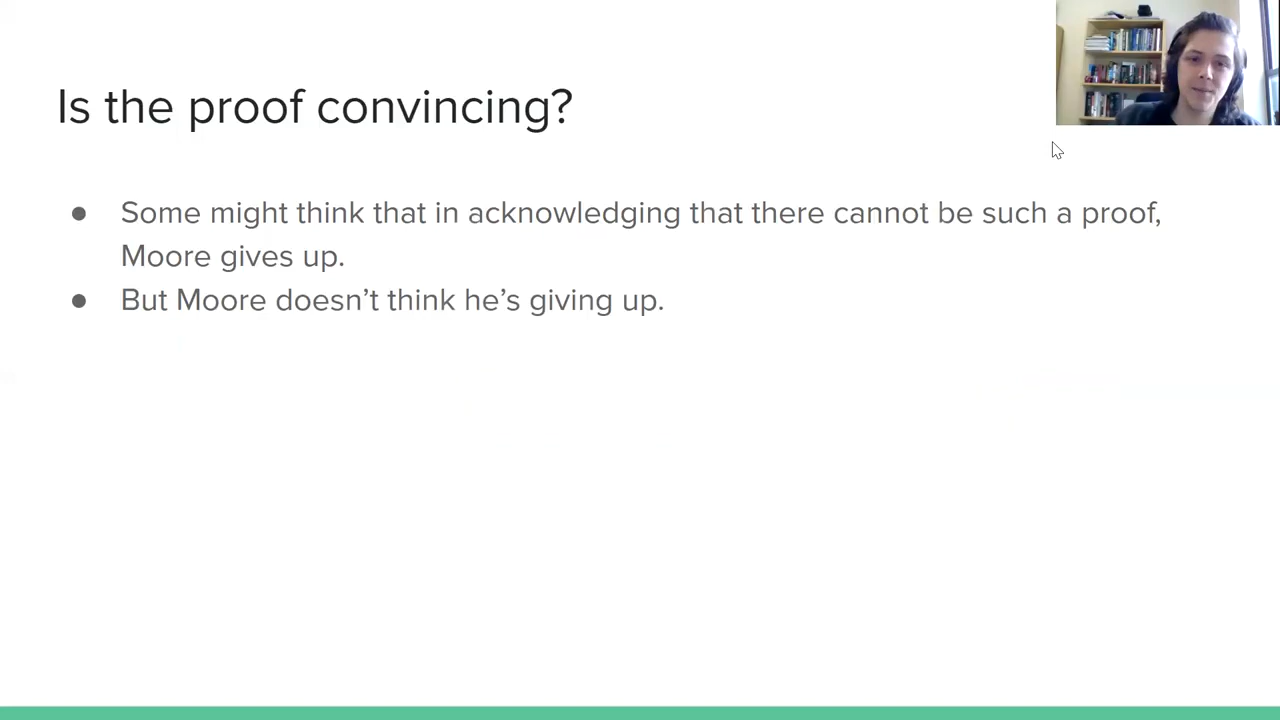 Is the proof convincing?
● Some might think that in acknowledging that there cannot be such a proof,
Moore gives up.
● But Moore doesn’t think he’s giving up.